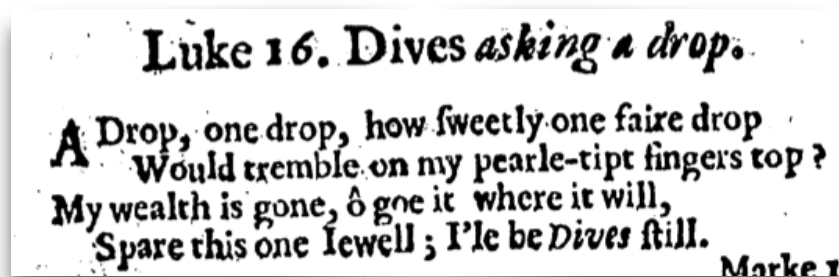 Luke 16. Dives asking a drop.
A Drop, one drop, how ſweetly one faire drop
Would tremble on my pearle-tipt fingers top?
My wealth is gone, ô goe it where it will,
Spare this one Iewell; I'le be Dives ſtill.
Marke